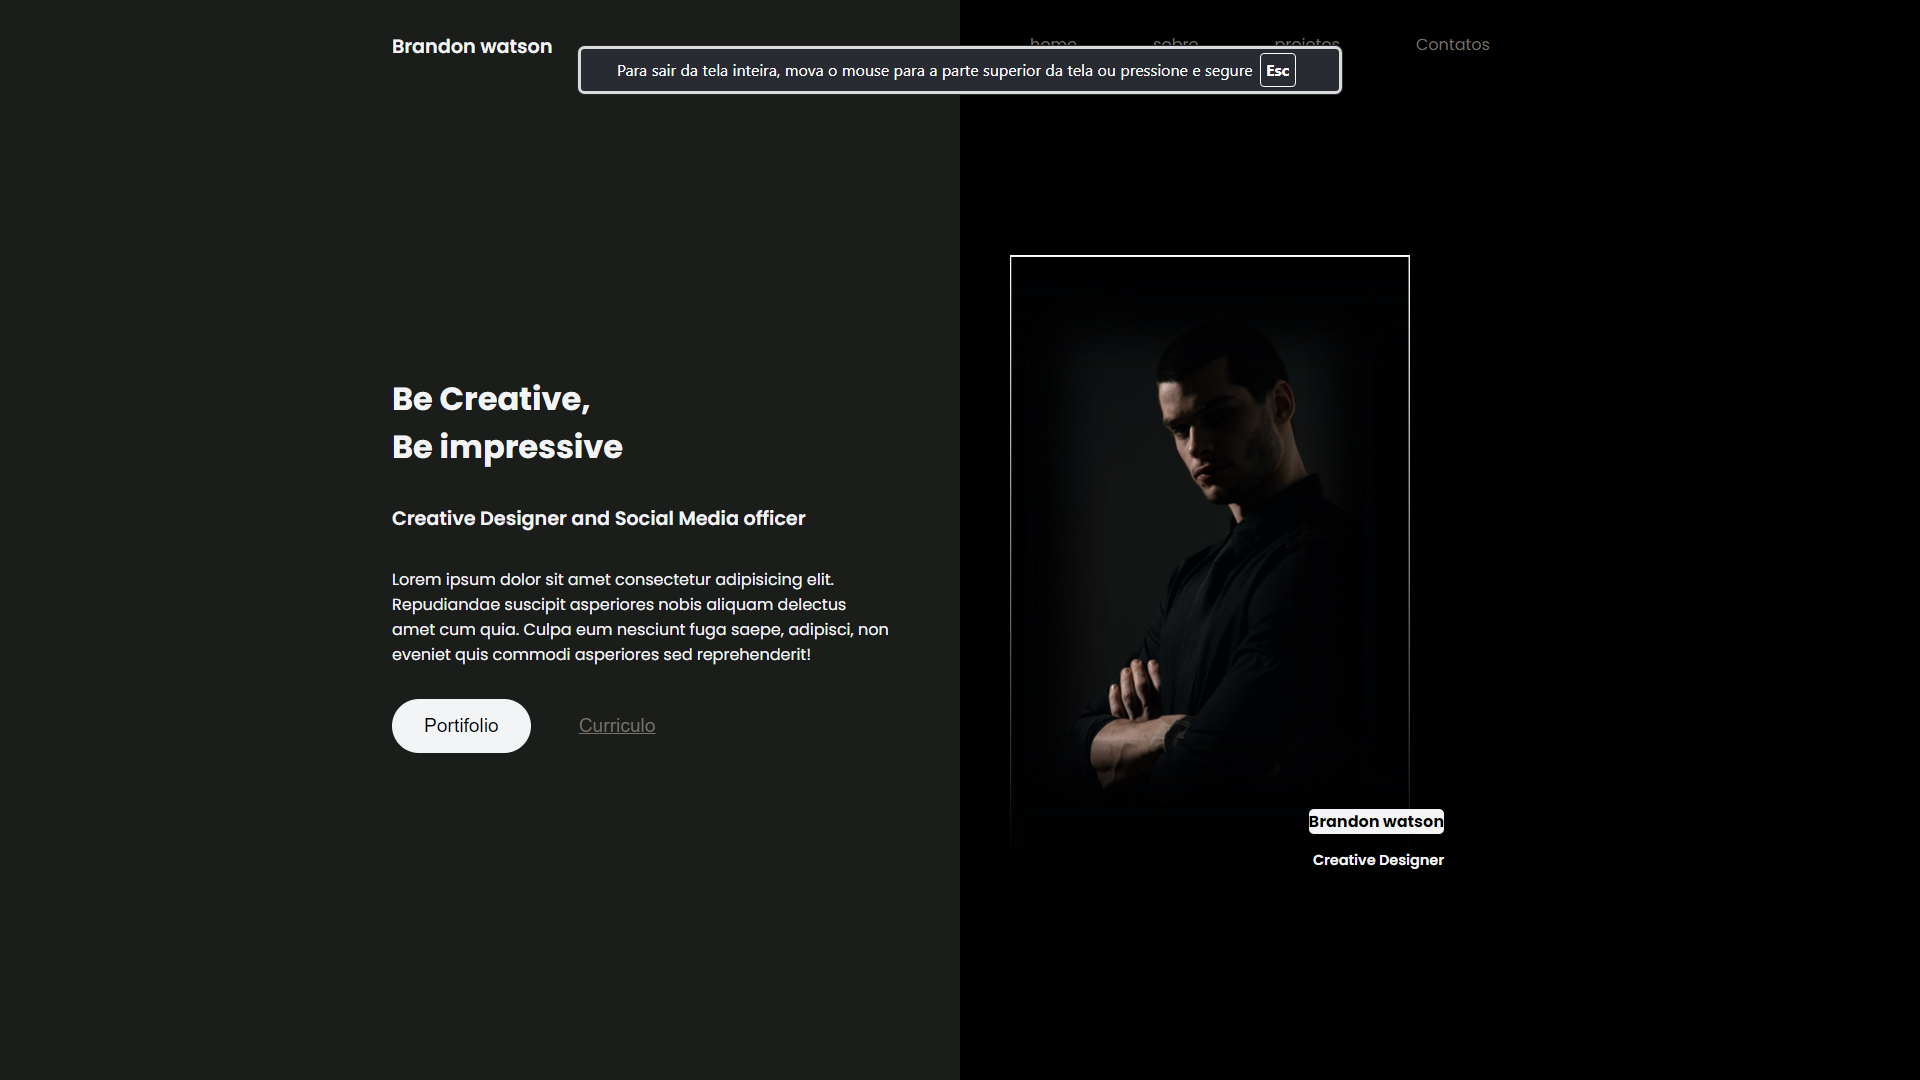 Brandon watson
home
sobre
projetos
Contatos
Para sair da tela inteira, mova o mouse para a parte superior da tela ou pressione e segure Esc
Be Creative,
Be impressive
Creative Designer and Social Media officer
Lorem ipsum dolor sit amet consectetur adipisicing elit.
Repudiandae suscipit asperiores nobis aliquam delectus
amet cum quia. Culpa eum nesciunt fuga saepe, adipisci, non
eveniet quis commodi asperiores sed reprehenderit!
Portifolio
Curriculo
Brandon watson
Creative Designer